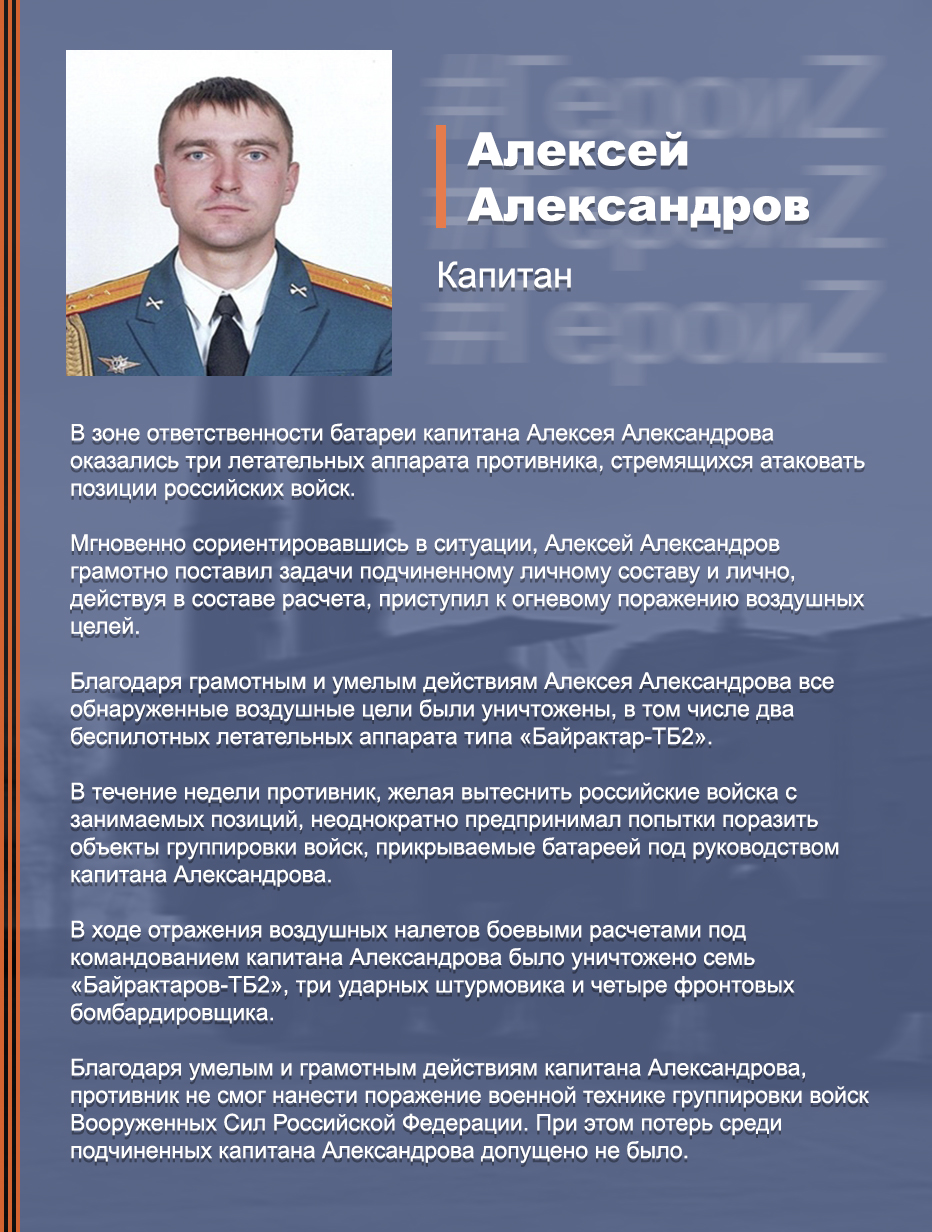 #ГероиZ
Алексей
#ГероиZ
Александров
Капитан
#ГероиZ
В зоне ответственности батареи капитана Алексея Александрова
оказались три летательных аппарата противника, стремящихся атаковать
позиции российских войск.
Мгновенно сориентировавшись в ситуации, Алексей Александров
грамотно поставил задачи подчиненному личному составу и лично,
действуя в составе расчета, приступил к огневому поражению воздушных
целей.
Благодаря грамотным и умелым действиям Алексея Александрова все
обнаруженные воздушные цели были уничтожены, в том числе два
беспилотных летательных аппарата типа «Байрактар-ТБ2».
В течение недели противник, желая вытеснить российские войска с
занимаемых позиций, неоднократно предпринимал попытки поразить
объекты группировки войск, прикрываемые батареей под руководством
капитана Александрова.
В ходе отражения воздушных налетов боевыми расчетами под
командованием капитана Александрова было уничтожено семь
«Байрактаров-ТБ2», три ударных штурмовика и четыре фронтовых
бомбардировщика.
Благодаря умелым и грамотным действиям капитана Александрова,
противник не смог нанести поражение военной технике группировки войск
Вооруженных Сил Российской Федерации. При этом потерь среди
подчиненных капитана Александрова допущено не было.